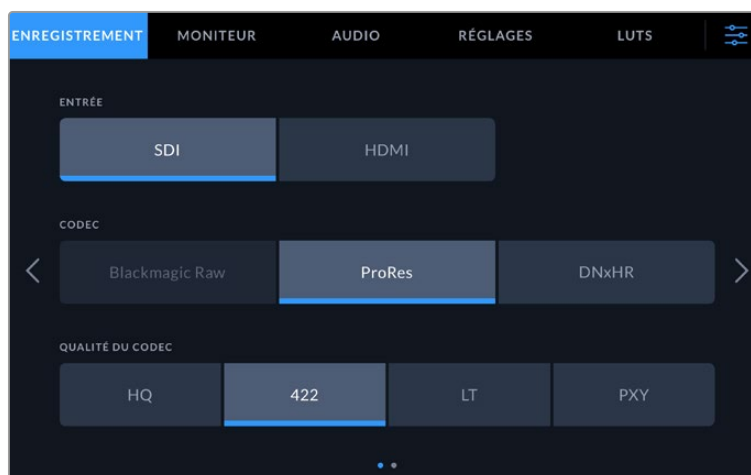 ENREGISTREMENT MONITEUR AUDIO RÉGLAGES LUTS
ENTRÉE
SDI HDMI
CODEC
Blackmagic Raw ProRes DNxHR
QUALITÉ DU CODEC
HQ 422 LT PXY